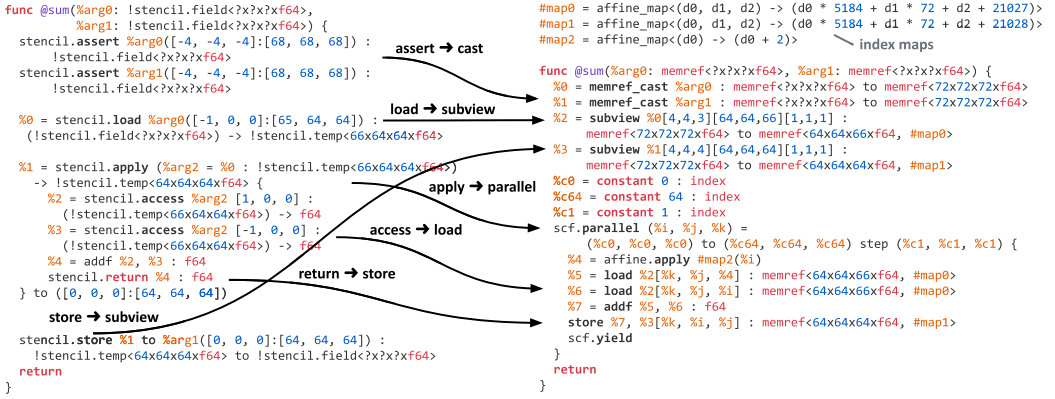 func @sum(%arg0: !stencil.field<?x?x?xf64>,
%arg1: !stencil.field<?x?x?xf64>) {
stencil.assert %arg0([-4, -4, -4]:[68, 68, 68]) :
!stencil.field<?x?x?xf64>
stencil.assert %arg1([-4, -4, -4]:[68, 68, 68]) :
!stencil.field<?x?x?xf64>
%0 = stencil.load %arg0([-1, 0, 0]:[65, 64, 64]) :
(!stencil.field<?x?x?xf64>) -> !stencil.temp<66x64x64xf64>
%1 = stencil.apply (%arg2 = %0 : !stencil.temp<66x64x64xf64>)
-> !stencil.temp<64x64x64xf64> {
%2 = stencil.access %arg2 [1, 0, 0] :
(!stencil.temp<66x64x64xf64>) -> f64
%3 = stencil.access %arg2 [-1, 0, 0] :
(!stencil.temp<66x64x64xf64>) -> f64
%4 = addf %2, %3 : f64
stencil.return %4 : f64
} to ([0, 0, 0]:[64, 64, 64])
stencil.store %1 to %arg1([0, 0, 0]:[64, 64, 64]) :
!stencil.temp<64x64x64xf64> to !stencil.field<?x?x?xf64>
return
}
assert → cast
load → subview
apply → parallel
access → load
return → store
store → subview
#map0 = affine_map<(d0, d1, d2) -> (d0 * 5184 + d1 * 72 + d2 + 21027)>
#map1 = affine_map<(d0, d1, d2) -> (d0 * 5184 + d1 * 72 + d2 + 21028)>
#map2 = affine_map<(d0) -> (d0 + 2)>
index maps
func @sum(%arg0: memref<?x?x?xf64>, %arg1: memref<?x?x?xf64>) {
%0 = memref_cast %arg0 : memref<?x?x?xf64> to memref<72x72x72xf64>
%1 = memref_cast %arg1 : memref<?x?x?xf64> to memref<72x72x72xf64>
%2 = subview %0[4,4,3][64,64,66][1,1,1] :
memref<72x72x72xf64> to memref<64x64x66xf64, #map0>
%3 = subview %1[4,4,4][64,64,64][1,1,1] :
memref<72x72x72xf64> to memref<64x64x64xf64, #map1>
%c0 = constant 0 : index
%c64 = constant 64 : index
%c1 = constant 1 : index
scf.parallel (%i, %j, %k) =
(%c0, %c0, %c0) to (%c64, %c64, %c64) step (%c1, %c1, %c1) {
%4 = affine.apply #map2(%i)
%5 = load %2[%k, %j, %4] : memref<64x64x66xf64, #map0>
%6 = load %2[%k, %j, %i] : memref<64x64x66xf64, #map0>
%7 = addf %5, %6 : f64
store %7, %3[%k, %i, %j] : memref<64x64x64xf64, #map1>
scf.yield
}
return
}